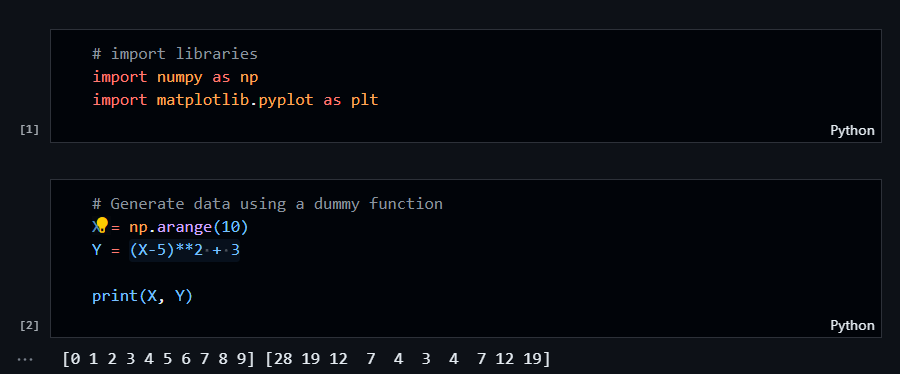 # import libraries
import numpy as np
import matplotlib.pyplot as plt
[1]
Python
# Generate data using a dummy function
X = np.arange(10)
Y = (X-5)**2 + 3
print(X, Y)
[2]
Python
... [0 1 2 3 4 5 6 7 8 9] [28 19 12  7  4  3  4  7 12 19]